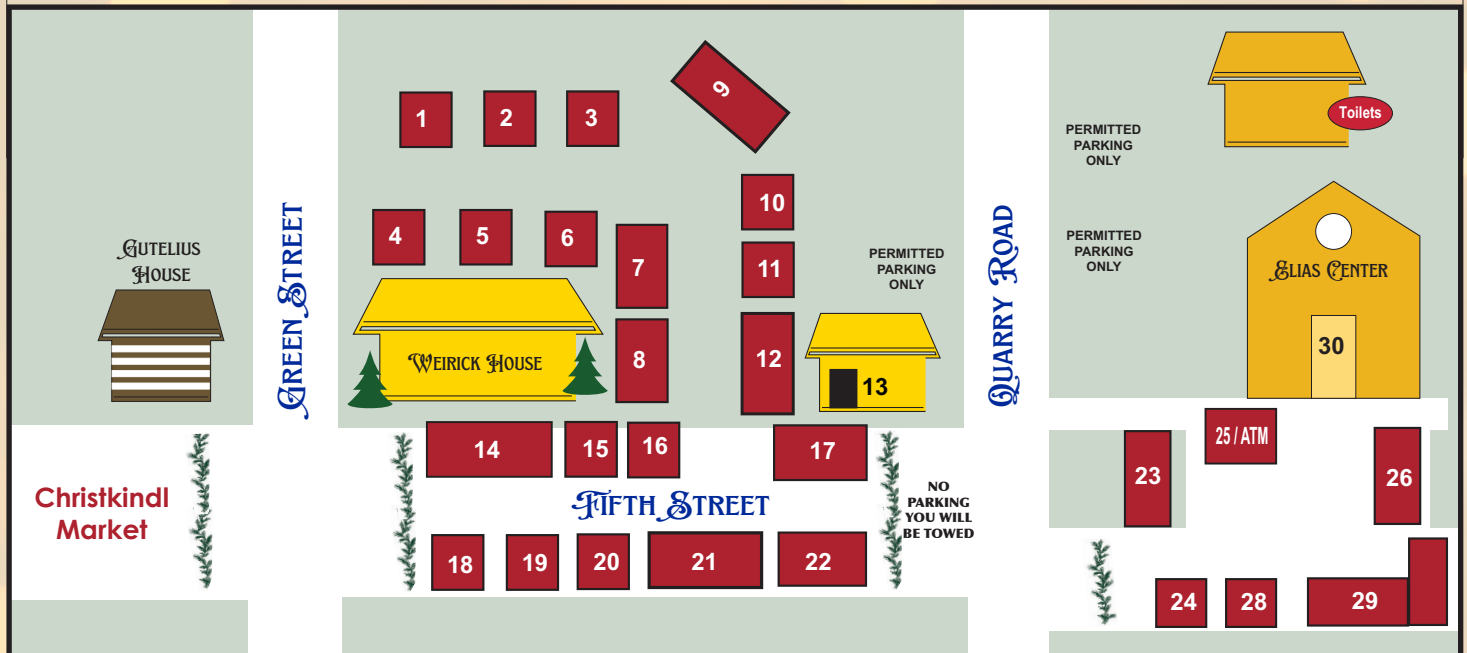 1
2
3
9
Toilets
PERMITTED
PARKING
ONLY
10
4
5
6
7
11
PERMITTED
PARKING
ONLY
PERMITTED
PARKING
ONLY
GUTELIUS
HOUSE
GREEN STREET
QUARRY ROAD
ELIAS CENTER
WEIRICK HOUSE
8
12
13
30
14
15
16
17
25 / ATM
23
26
Christkindl
Market
FIFTH STREET
NO
PARKING
YOU WILL
BE TOWED
18
19
20
21
22
24
28
29